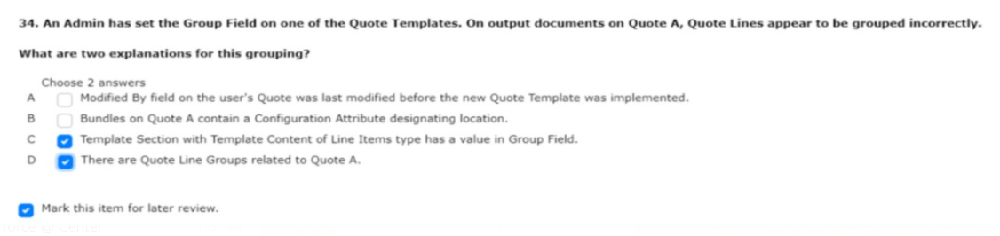 34. An Admin has set the Group Field on one of the Quote Templates. On output documents on Quote A, Quote Lines appear to be grouped incorrectly.
What are two explanations for this grouping?
Choose 2 answers
A Modified By field on the user's Quote was last modified before the new Quote Template was implemented.
B Bundles on Quote A contain a Configuration Attribute designating location.
C Template Section with Template Content of Line Items type has a value in Group Field.
D There are Quote Line Groups related to Quote A.
Mark this item for later review.